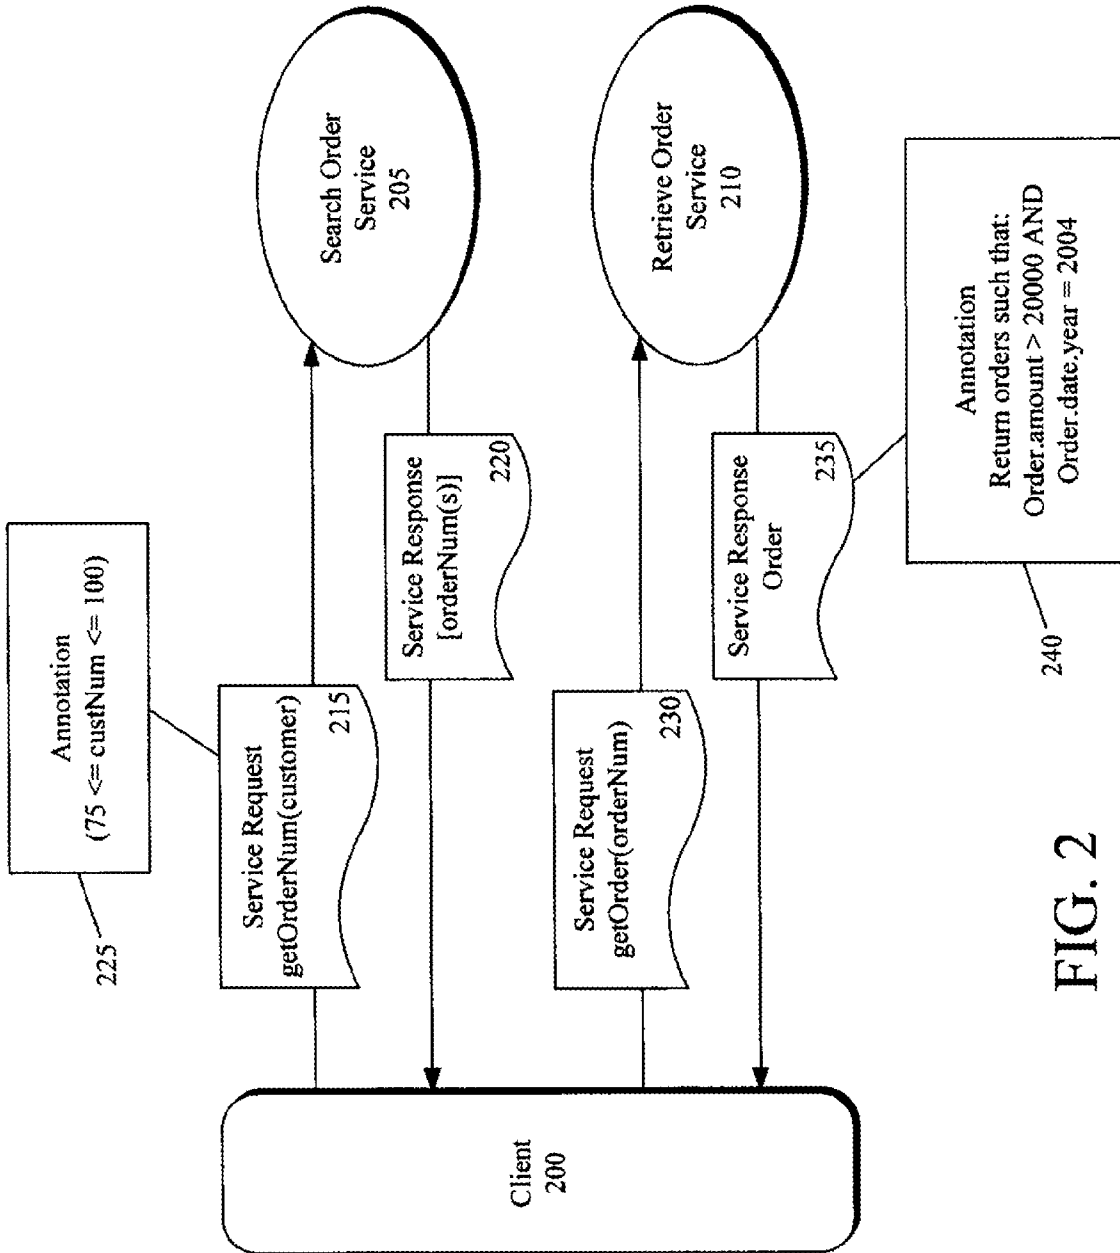 Annotation
(75 <= custNum <= 100)
225
Service Request
getOrderNum(customer)
215
Search Order
Service
205
Service Response
[orderNum(s)]
220
Client
200
Service Request
getOrder(orderNum)
230
Retrieve Order
Service
210
Service Response
Order
235
Annotation
Return orders such that:
Order.amount > 20000 AND
Order.date.year = 2004
240
FIG. 2